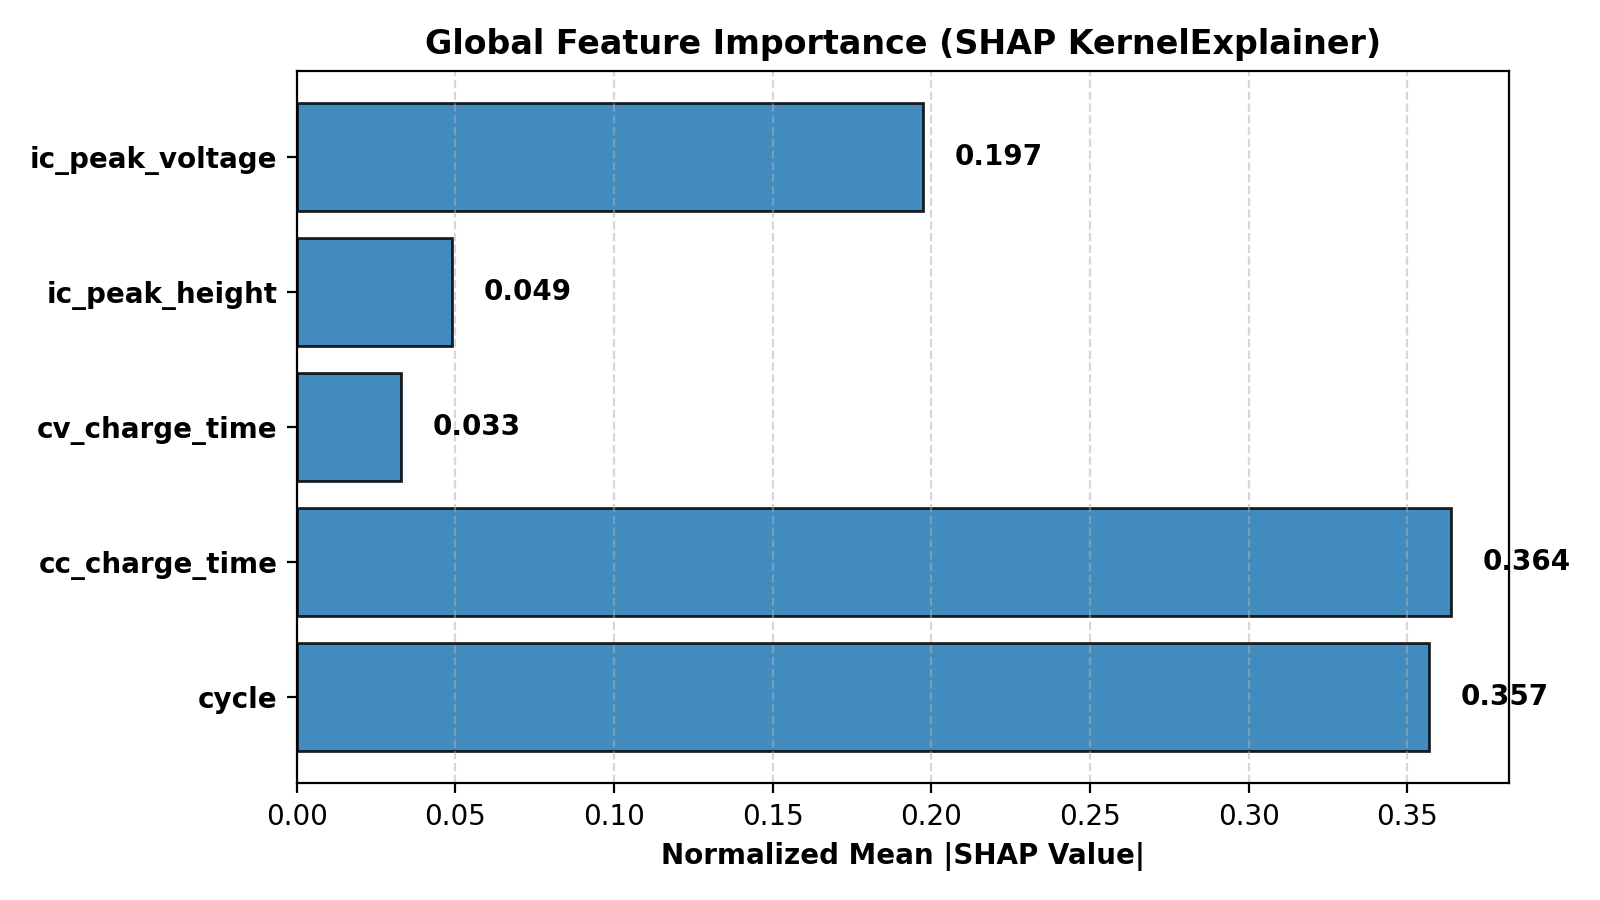 Global Feature Importance (SHAP KernelExplainer)
ic_peak_voltage 0.197
ic_peak_height 0.049
cv_charge_time 0.033
cc_charge_time 0.364
cycle 0.357
0.00 0.05 0.10 0.15 0.20 0.25 0.30 0.35
Normalized Mean |SHAP Value|